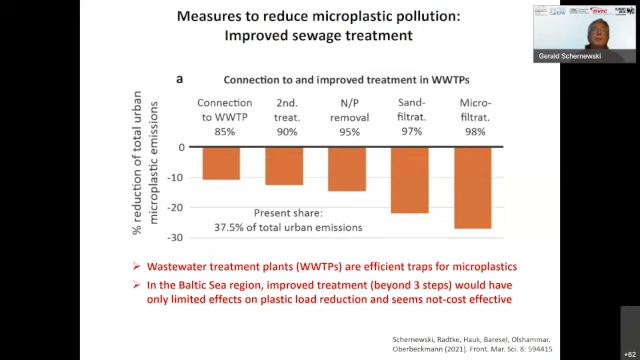 Measures to reduce microplastic pollution:
Improved sewage treatment
Gerald Schernewski
a Connection to and improved treatment in WWTPs
% reduction of total urban
microplastic emissions
Connection
to WWTP
85%
2nd.
treat.
90%
N/P
removal
95%
Sand-
filtrat.
97%
Micro-
filtrat.
98%
0
-10
-20
-30
Present share:
37.5% of total urban emissions
➢ Wastewater treatment plants (WWTPs) are efficient traps for microplastics
➢ In the Baltic Sea region, improved treatment (beyond 3 steps) would have
only limited effects on plastic load reduction and seems not-cost effective
Schernewski, Radtke, Hauk, Baresel, Olshammar,
Oberbeckmann (2021). Front. Mar. Sci. 8: 594415
+62